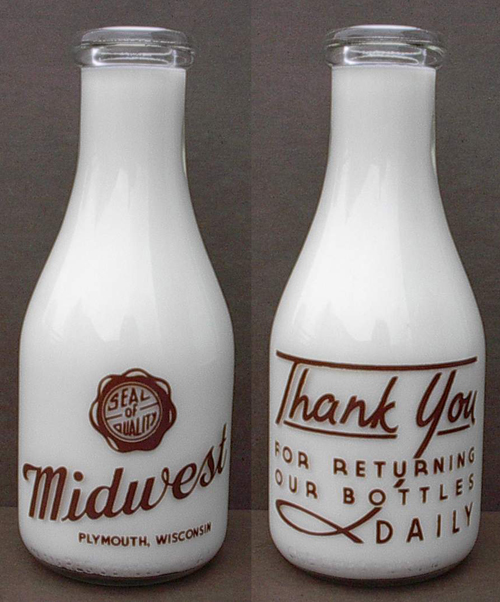 SEAL
OF
QUALITY
Midwest
PLYMOUTH, WISCONSIN
Thank You
FOR RETURNING
OUR BOTTLES
DAILY